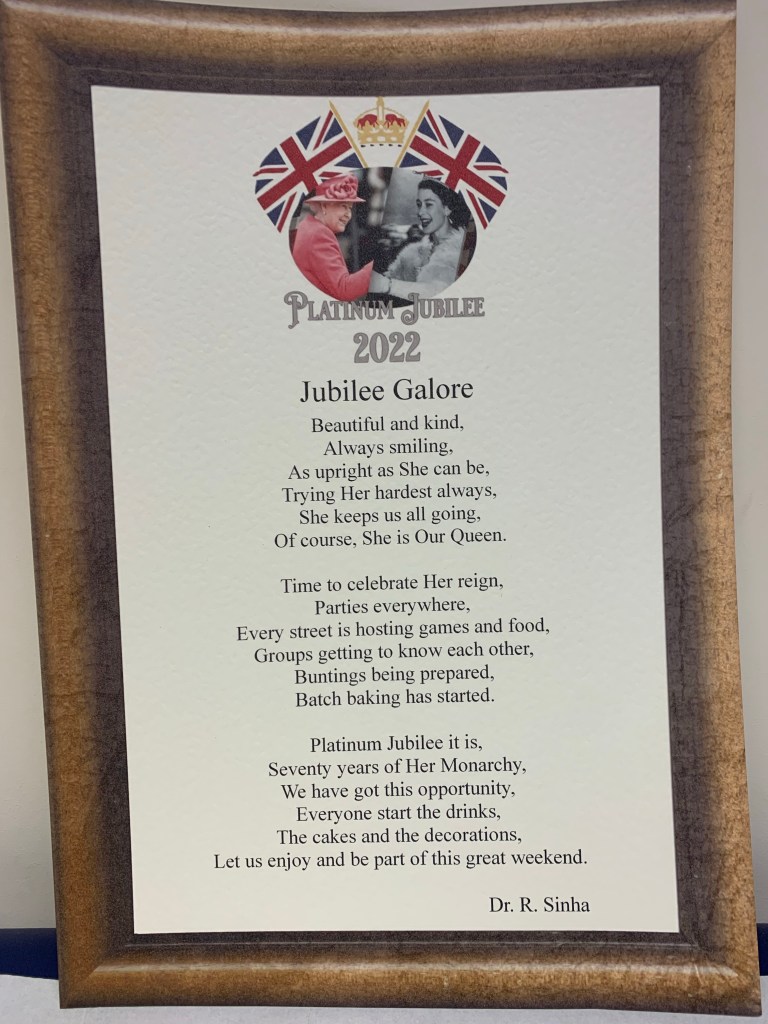 PLATINUM JUBILEE
2022
Jubilee Galore
Beautiful and kind,
Always smiling,
As upright as She can be,
Trying Her hardest always,
She keeps us all going,
Of course, She is Our Queen.
Time to celebrate Her reign,
Parties everywhere,
Every street is hosting games and food,
Groups getting to know each other,
Buntings being prepared,
Batch baking has started.
Platinum Jubilee it is,
Seventy years of Her Monarchy,
We have got this opportunity,
Everyone start the drinks,
The cakes and the decorations,
Let us enjoy and be part of this great weekend.
Dr. R. Sinha